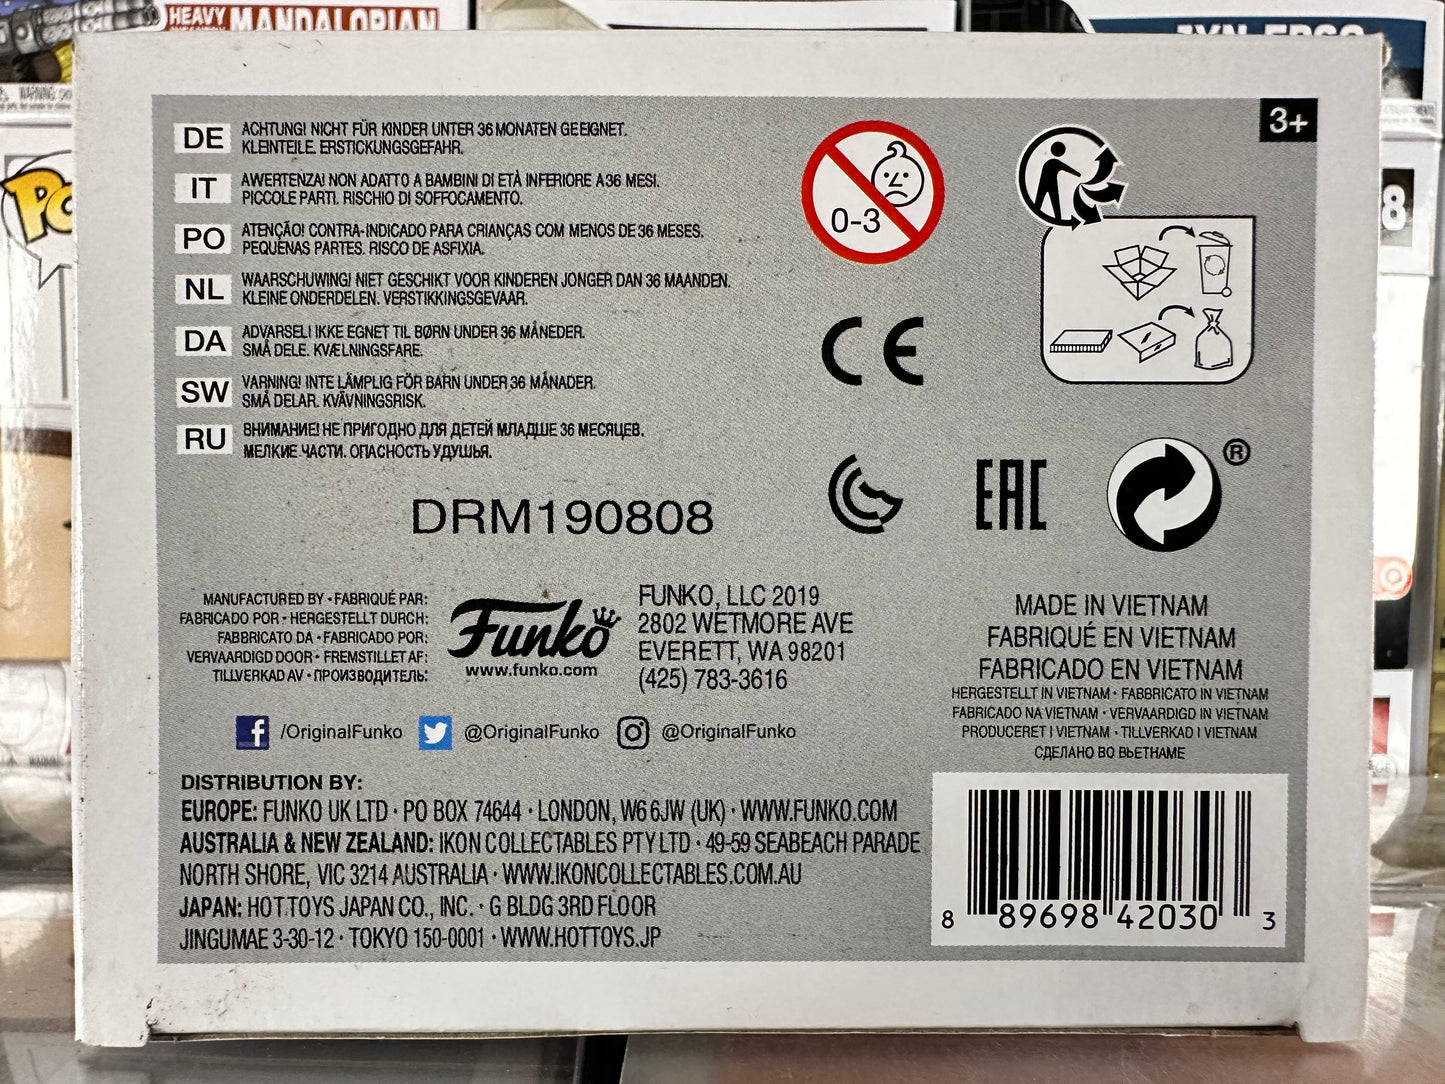 HEAVY
MANDALORIAN
WARNING:
JYN ERSO
8
3+
DE ACHTUNG! NICHT FÜR KINDER UNTER 36 MONATEN GEEIGNET.
KLEINTEILE. ERSTICKUNGSGEFAHR.
IT AWERTENZA! NON ADATTO A BAMBINI DI ETÀ INFERIORE A 36 MESI.
PICCOLE PARTI. RISCHIO DI SOFFOCAMENTO.
PO ATENÇÃO! CONTRA-INDICADO PARA CRIANÇAS COM MENOS DE 36 MESES.
PEQUENAS PARTES. RISCO DE ASFIXIA.
NL WAARSCHUWING! NIET GESCHIKT VOOR KINDEREN JONGER DAN 36 MAANDEN.
KLEINE ONDERDELEN. VERSTIKKINGSGEVAAR.
DA ADVARSEL! IKKE EGNET TIL BØRN UNDER 36 MÅNEDER.
SMÅ DELE. KVÆLNINGSFARE.
SW VARNING! INTE LÄMPLIG FÖR BARN UNDER 36 MÅNADER.
SMÅ DELAR. KVÄVNINGSRISK.
RU ВНИМАНИЕ! НЕ ПРИГОДНО ДЛЯ ДЕТЕЙ МЛАДШЕ 36 МЕСЯЦЕВ.
МЕЛКИЕ ЧАСТИ. ОПАСНОСТЬ УДУШЬЯ.
0-3
CE
EAC
®
DRM190808
MANUFACTURED BY • FABRIQUÉ PAR:
FABRICADO POR • HERGESTELLT DURCH:
FABBRICATO DA • FABRICADO POR:
VERVAARDIGD DOOR • FREMSTILLET AF:
TILLVERKAD AV • ПРОИЗВОДИТЕЛЬ:
Funko
www.funko.com
FUNKO, LLC 2019
2802 WETMORE AVE
EVERETT, WA 98201
(425) 783-3616
MADE IN VIETNAM
FABRIQUÉ EN VIETNAM
FABRICADO EN VIETNAM
HERGESTELLT IN VIETNAM • FABBRICATO IN VIETNAM
FABRICADO NA VIETNAM • VERVAARDIGD IN VIETNAM
PRODUCERET I VIETNAM • TILLVERKAD I VIETNAM
СДЕЛАНО ВО ВЬЕТНАМЕ
/OriginalFunko @OriginalFunko @OriginalFunko
DISTRIBUTION BY:
EUROPE: FUNKO UK LTD • PO BOX 74644 • LONDON, W6 6JW (UK) • WWW.FUNKO.COM
AUSTRALIA & NEW ZEALAND: IKON COLLECTABLES PTY LTD • 49-59 SEABEACH PARADE
NORTH SHORE, VIC 3214 AUSTRALIA • WWW.IKONCOLLECTABLES.COM.AU
JAPAN: HOT TOYS JAPAN CO., INC. • G BLDG 3RD FLOOR
JINGUMAE 3-30-12 • TOKYO 150-0001 • WWW.HOTTOYS.JP
8 89698 42030 3